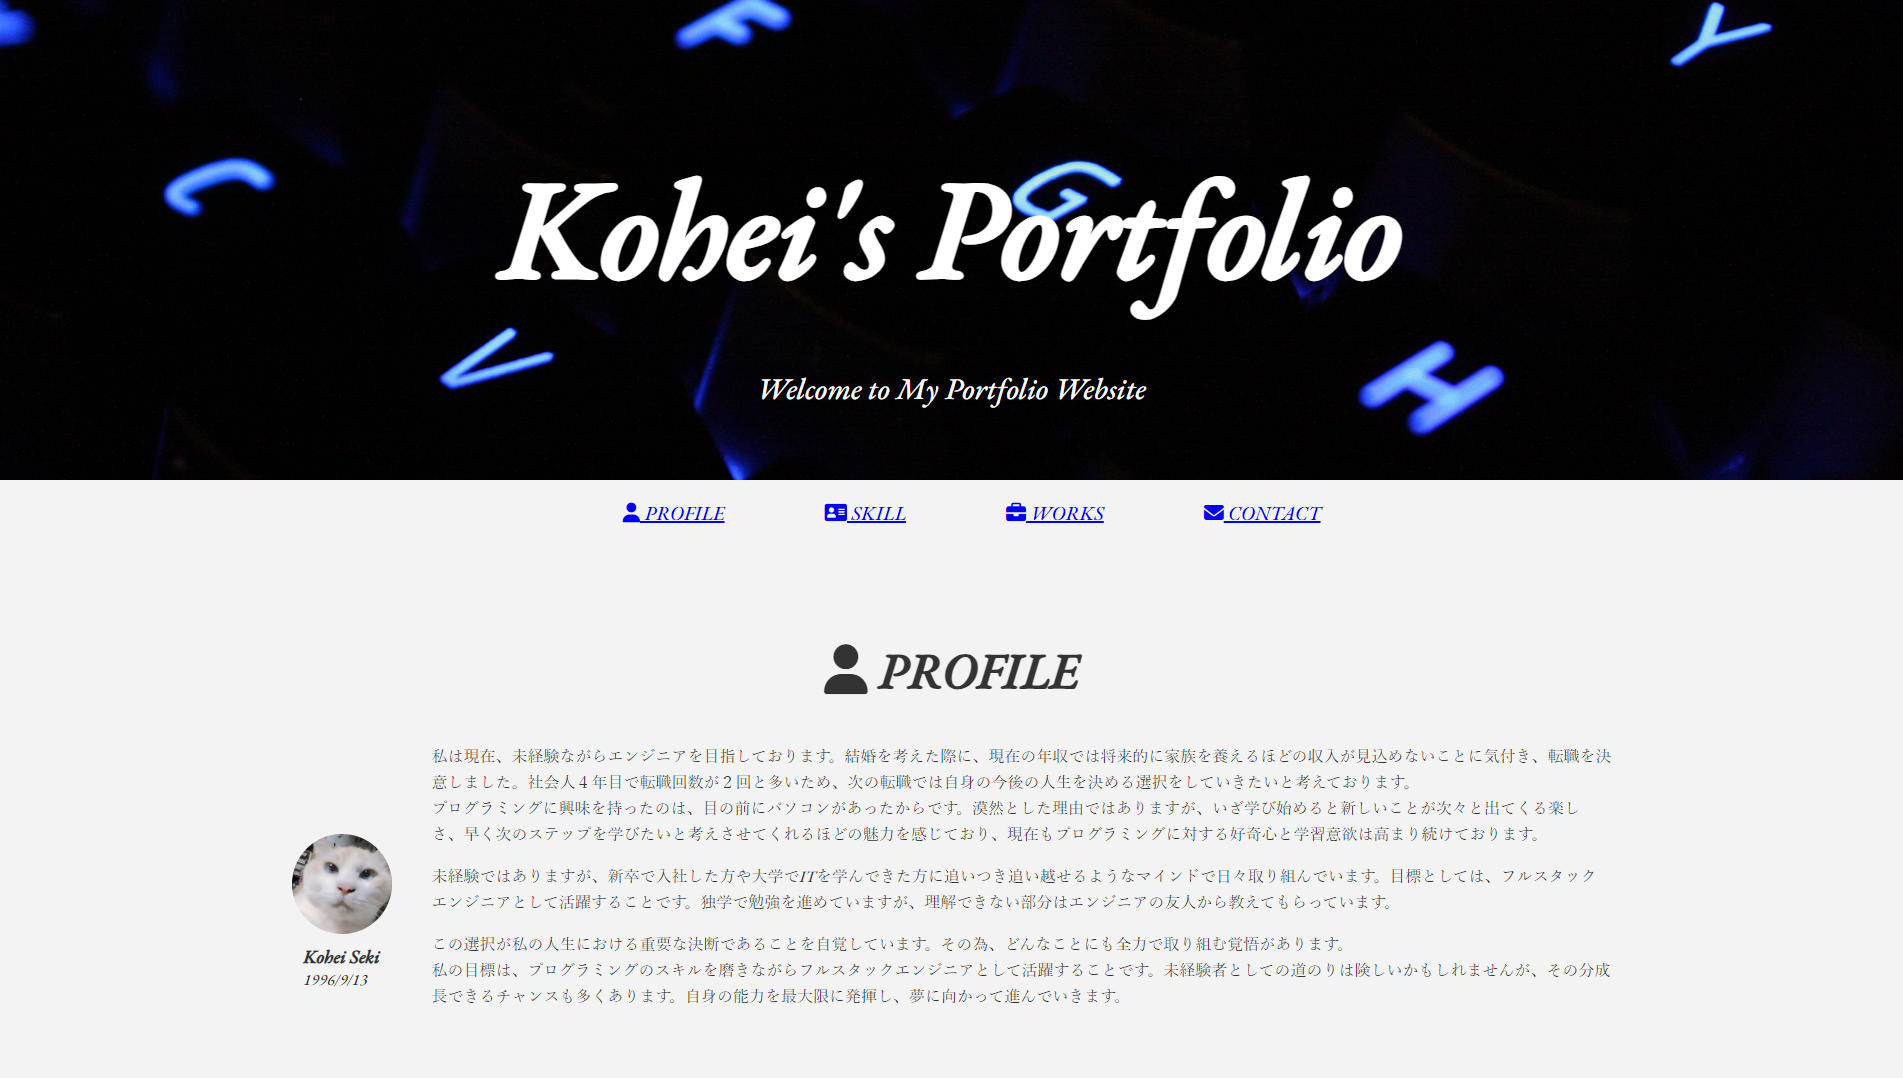 F
Y
C
G
Kohei's Portfolio
V
H
Welcome to My Portfolio Website
PROFILE
SKILL
WORKS
CONTACT
PROFILE
私は現在、未経験ながらエンジニアを目指しております。結婚を考えた際に、現在の年収では将来的に家族を養えるほどの収入が見込めないことに気付き、転職を決
意しました。社会人４年目で転職回数が２回と多いため、次の転職では自身の今後の人生を決める選択をしていきたいと考えております。
プログラミングに興味を持ったのは、目の前にパソコンがあったからです。漠然とした理由ではありますが、いざ学び始めると新しいことが次々と出てくる楽し
さ、早く次のステップを学びたいと考えさせてくれるほどの魅力を感じており、現在もプログラミングに対する好奇心と学習意欲は高まり続けております。
未経験ではありますが、新卒で入社した方や大学でITを学んできた方に追いつき追い越せるようなマインドで日々取り組んでいます。目標としては、フルスタック
エンジニアとして活躍することです。独学で勉強を進めていますが、理解できない部分はエンジニアの友人から教えてもらっています。
この選択が私の人生における重要な決断であることを自覚しています。その為、どんなことにも全力で取り組む覚悟があります。
私の目標は、プログラミングのスキルを磨きながらフルスタックエンジニアとして活躍することです。未経験者としての道のりは険しいかもしれませんが、その分成
長できるチャンスも多くあります。自身の能力を最大限に発揮し、夢に向かって進んでいきます。
Kohei Seki
1996/9/13